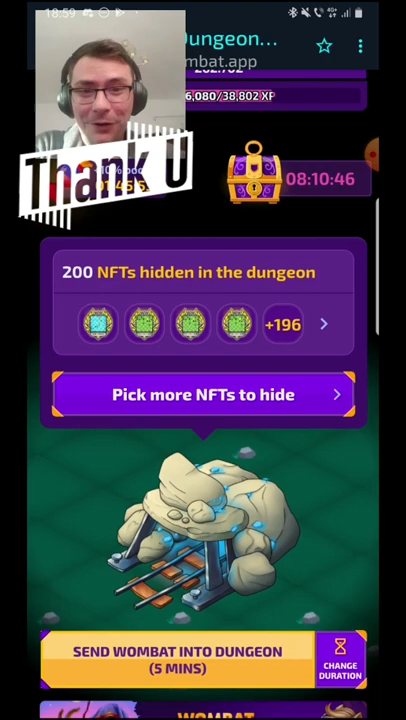 18:59
Dungeon...
mbat.app
6,080/38,802 XP
Thank U
08:10:46
200 NFTs hidden in the dungeon
+196
Pick more NFTs to hide
SEND WOMBAT INTO DUNGEON
(5 MINS)
CHANGE
DURATION
WOMBAT